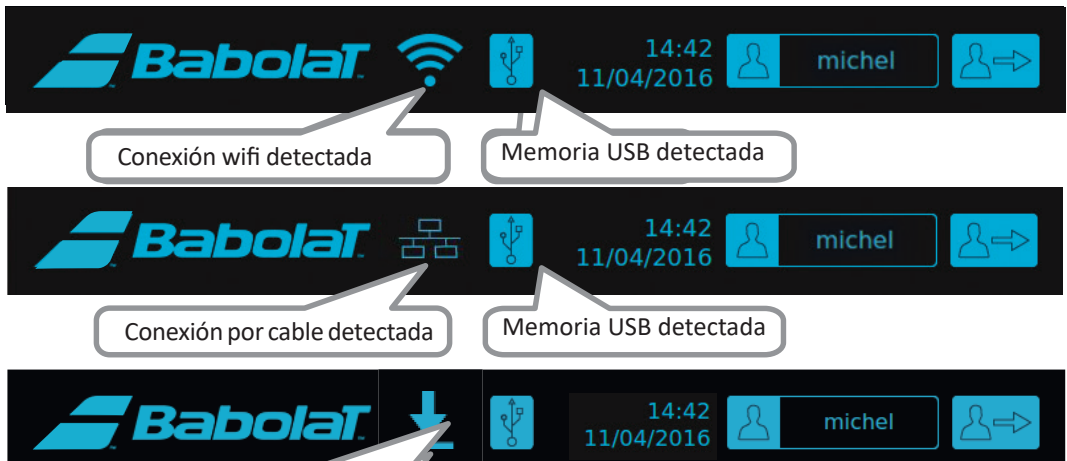 BabolaT
14:42
11/04/2016
michel
Conexión wifi detectada
Memoria USB detectada
BabolaT
14:42
11/04/2016
michel
Conexión por cable detectada
Memoria USB detectada
BabolaT
14:42
11/04/2016
michel